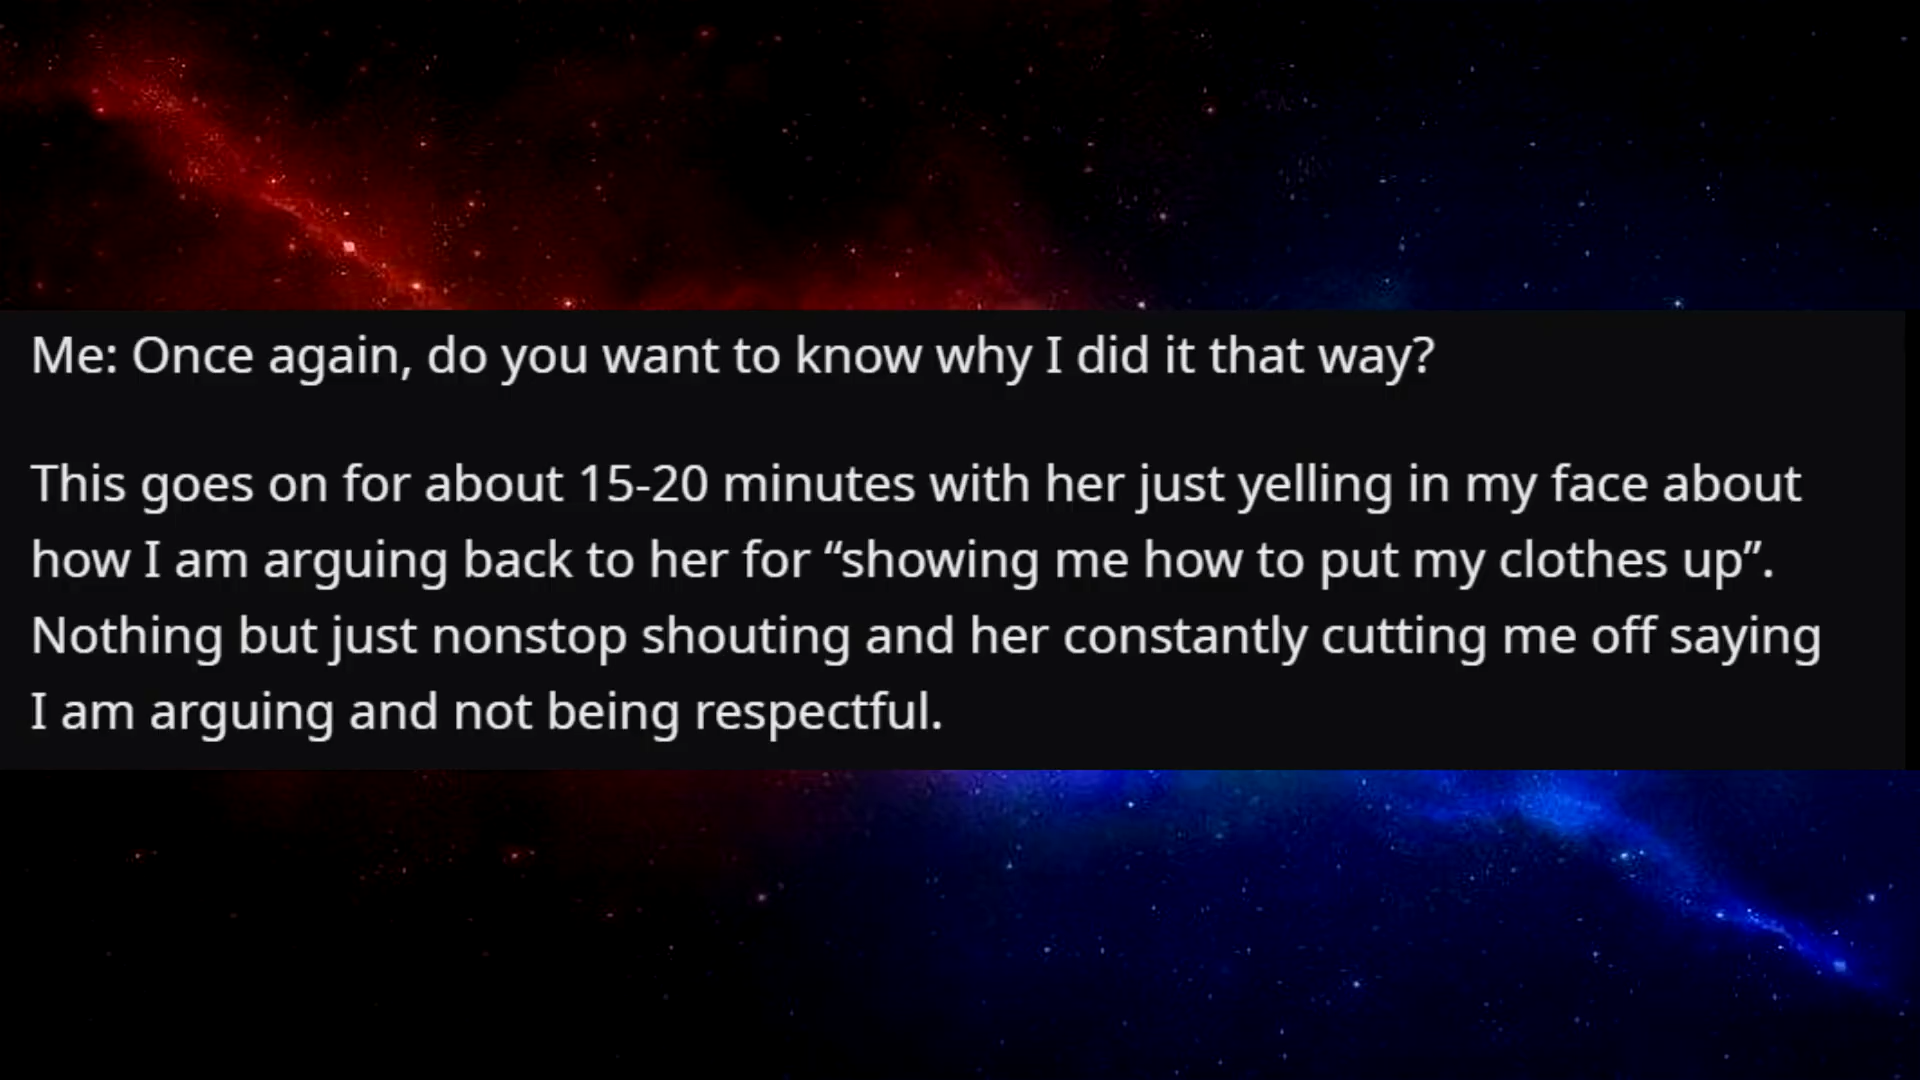 Me: Once again, do you want to know why I did it that way?
This goes on for about 15-20 minutes with her just yelling in my face about
how I am arguing back to her for “showing me how to put my clothes up”.
Nothing but just nonstop shouting and her constantly cutting me off saying
I am arguing and not being respectful.